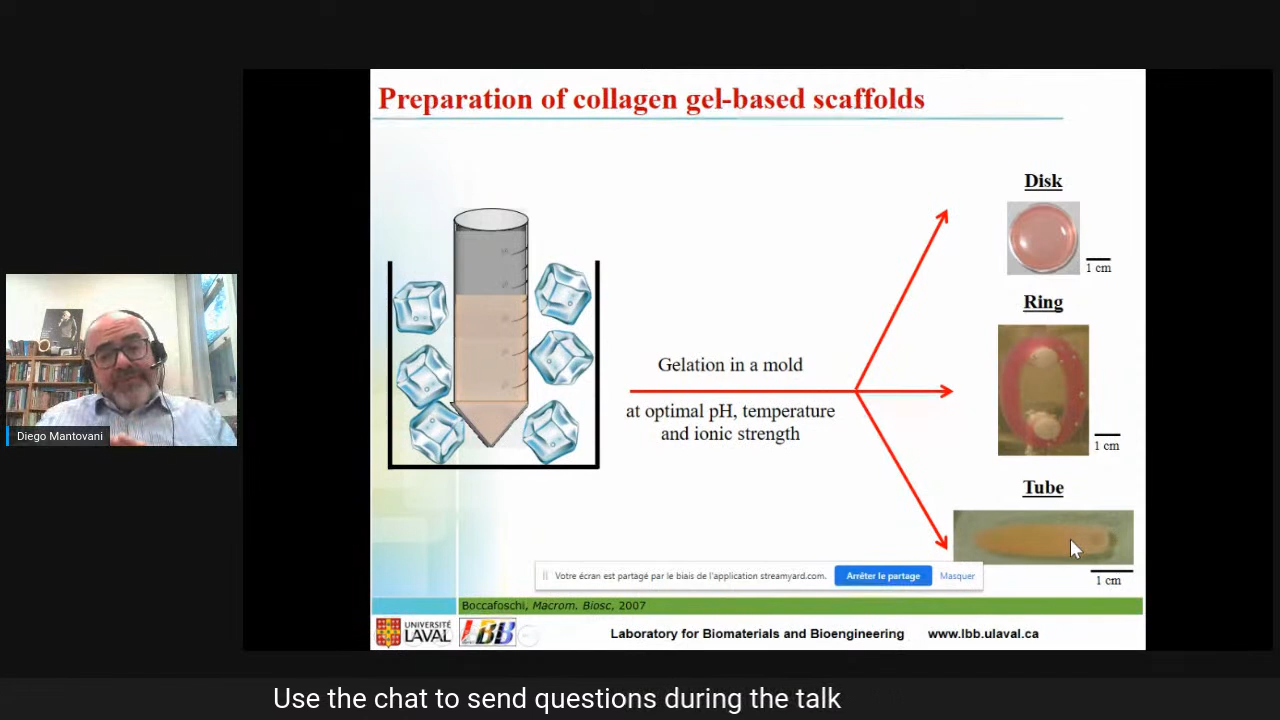 Preparation of collagen gel-based scaffolds
Disk
1 cm
Ring
1 cm
Gelation in a mold
at optimal pH, temperature
and ionic strength
Tube
1 cm
Diego Mantovani
Votre écran est partagé par le biais de l'application streamyard.com.
Arrêter le partage
Masquer
Boccafoschi, Macrom. Biosc, 2007
UNIVERSITÉ
LAVAL
LBB
Laboratory for Biomaterials and Bioengineering
www.lbb.ulaval.ca
Use the chat to send questions during the talk